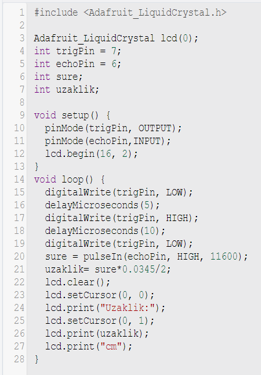 1 #include <Adafruit_LiquidCrystal.h>
2
3 Adafruit_LiquidCrystal lcd(0);
4 int trigPin = 7;
5 int echoPin = 6;
6 int sure;
7 int uzaklik;
8
9 void setup() {
10 pinMode(trigPin, OUTPUT);
11 pinMode(echoPin,INPUT);
12 lcd.begin(16, 2);
13 }
14 void loop() {
15 digitalWrite(trigPin, LOW);
16 delayMicroseconds(5);
17 digitalWrite(trigPin, HIGH);
18 delayMicroseconds(10);
19 digitalWrite(trigPin, LOW);
20 sure = pulseIn(echoPin, HIGH, 11600);
21 uzaklik= sure*0.0345/2;
22 lcd.clear();
23 lcd.setCursor(0, 0);
24 lcd.print("Uzaklik:");
25 lcd.setCursor(0, 1);
26 lcd.print(uzaklik);
27 lcd.print("cm");
28 }